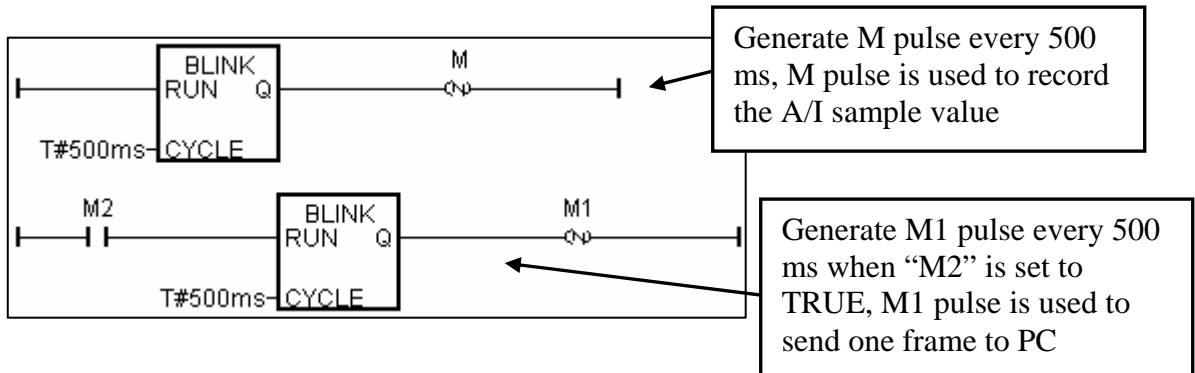 BLINK
RUN Q
T#500ms CYCLE
M
(N)
Generate M pulse every 500
ms, M pulse is used to record
the A/I sample value
M2
BLINK
RUN Q
T#500ms CYCLE
M1
(N)
Generate M1 pulse every 500
ms when “M2” is set to
TRUE, M1 pulse is used to
send one frame to PC